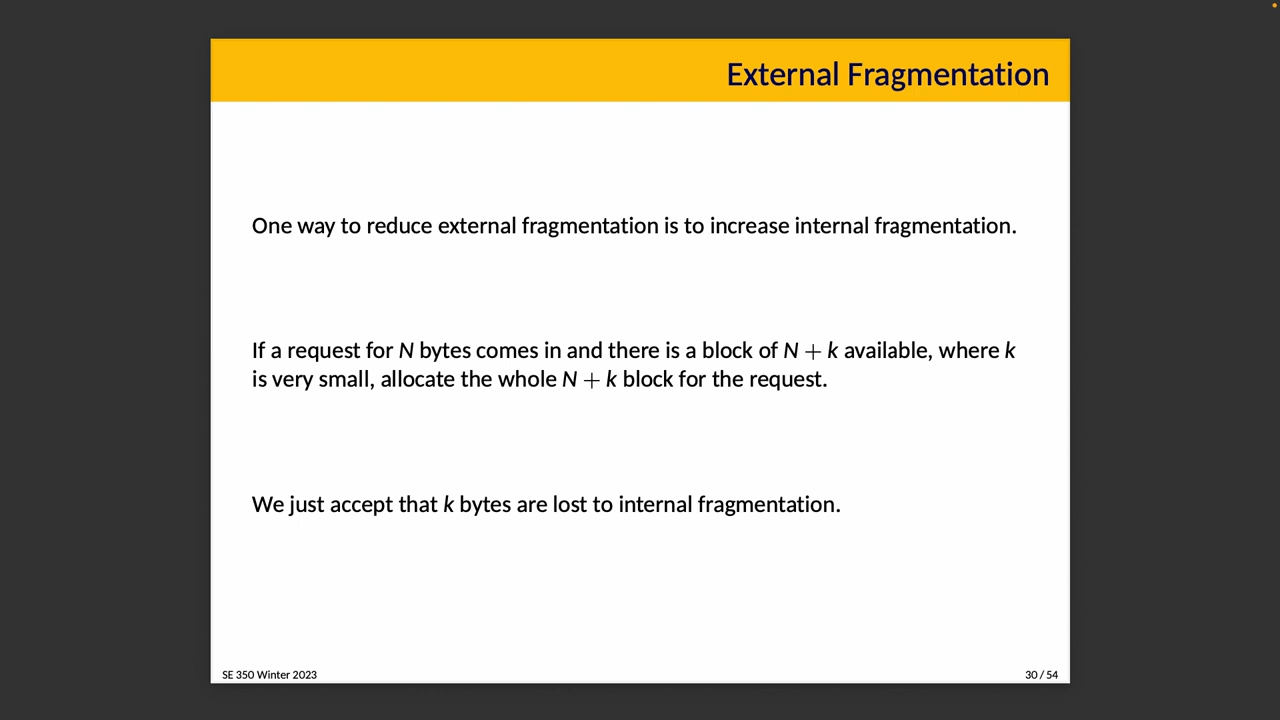 External Fragmentation
One way to reduce external fragmentation is to increase internal fragmentation.
If a request for N bytes comes in and there is a block of N + k available, where k
is very small, allocate the whole N + k block for the request.
We just accept that k bytes are lost to internal fragmentation.
SE 350 Winter 2023
30 / 54